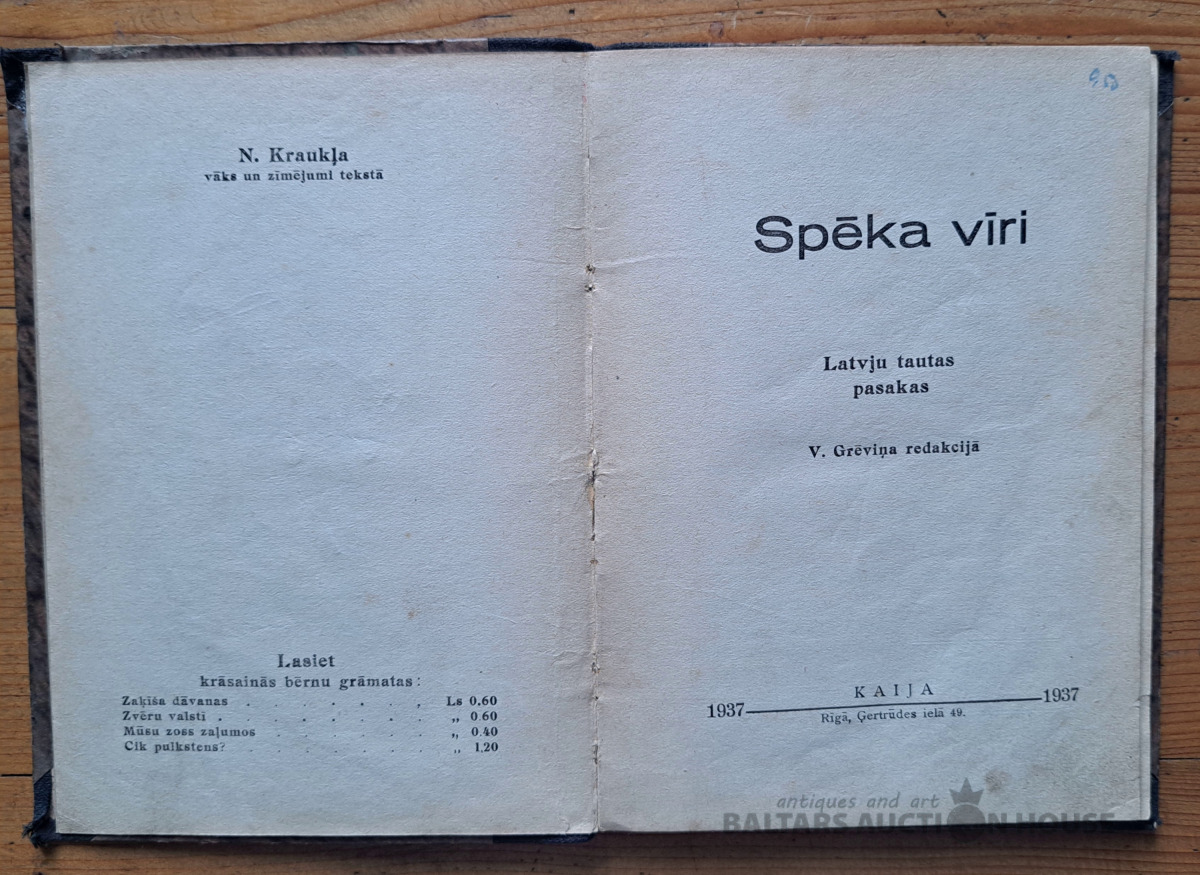 N. Kraukļa
vāks un zīmējumi tekstā
Lasiet
krāsainās bērnu grāmatas:
Zaķīša dāvanas . . . . . . Ls 0.60
Zvēru valstī . . . . . . . „ 0.60
Mūsu zoss zaļumos . . . . . „ 0.40
Cik pulkstens? . . . . . . „ 1,20
Spēka vīri
Latvju tautas
pasakas
V. Grēviņa redakcijā
KAIJA
1937 1937
Rīgā, Ģertrūdes ielā 49.
antiques and art
BALTARS AUCTION HOUSE